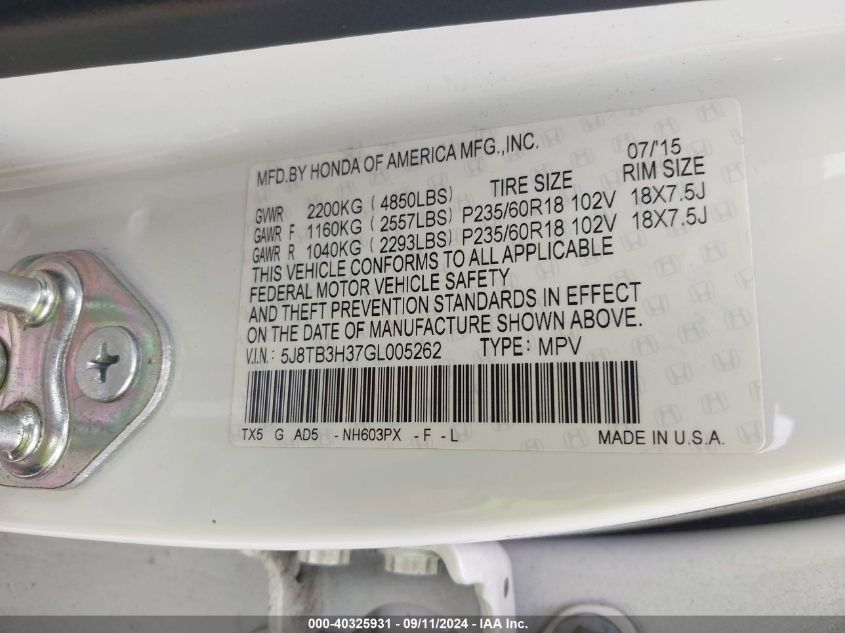 MFD.BY HONDA OF AMERICA MFG.,INC. 07/'15
GVWR 2200KG (4850LBS) TIRE SIZE RIM SIZE
GAWR F 1160KG (2557LBS) P235/60R18 102V 18X7.5J
GAWR R 1040KG (2293LBS) P235/60R18 102V 18X7.5J
THIS VEHICLE CONFORMS TO ALL APPLICABLE
FEDERAL MOTOR VEHICLE SAFETY
AND THEFT PREVENTION STANDARDS IN EFFECT
ON THE DATE OF MANUFACTURE SHOWN ABOVE.
V.I.N.: 5J8TB3H37GL005262 TYPE: MPV
TX5 G AD5 -NH603PX -F-L MADE IN U.S.A.
000-40325931 - 09/11/2024 - IAA Inc.